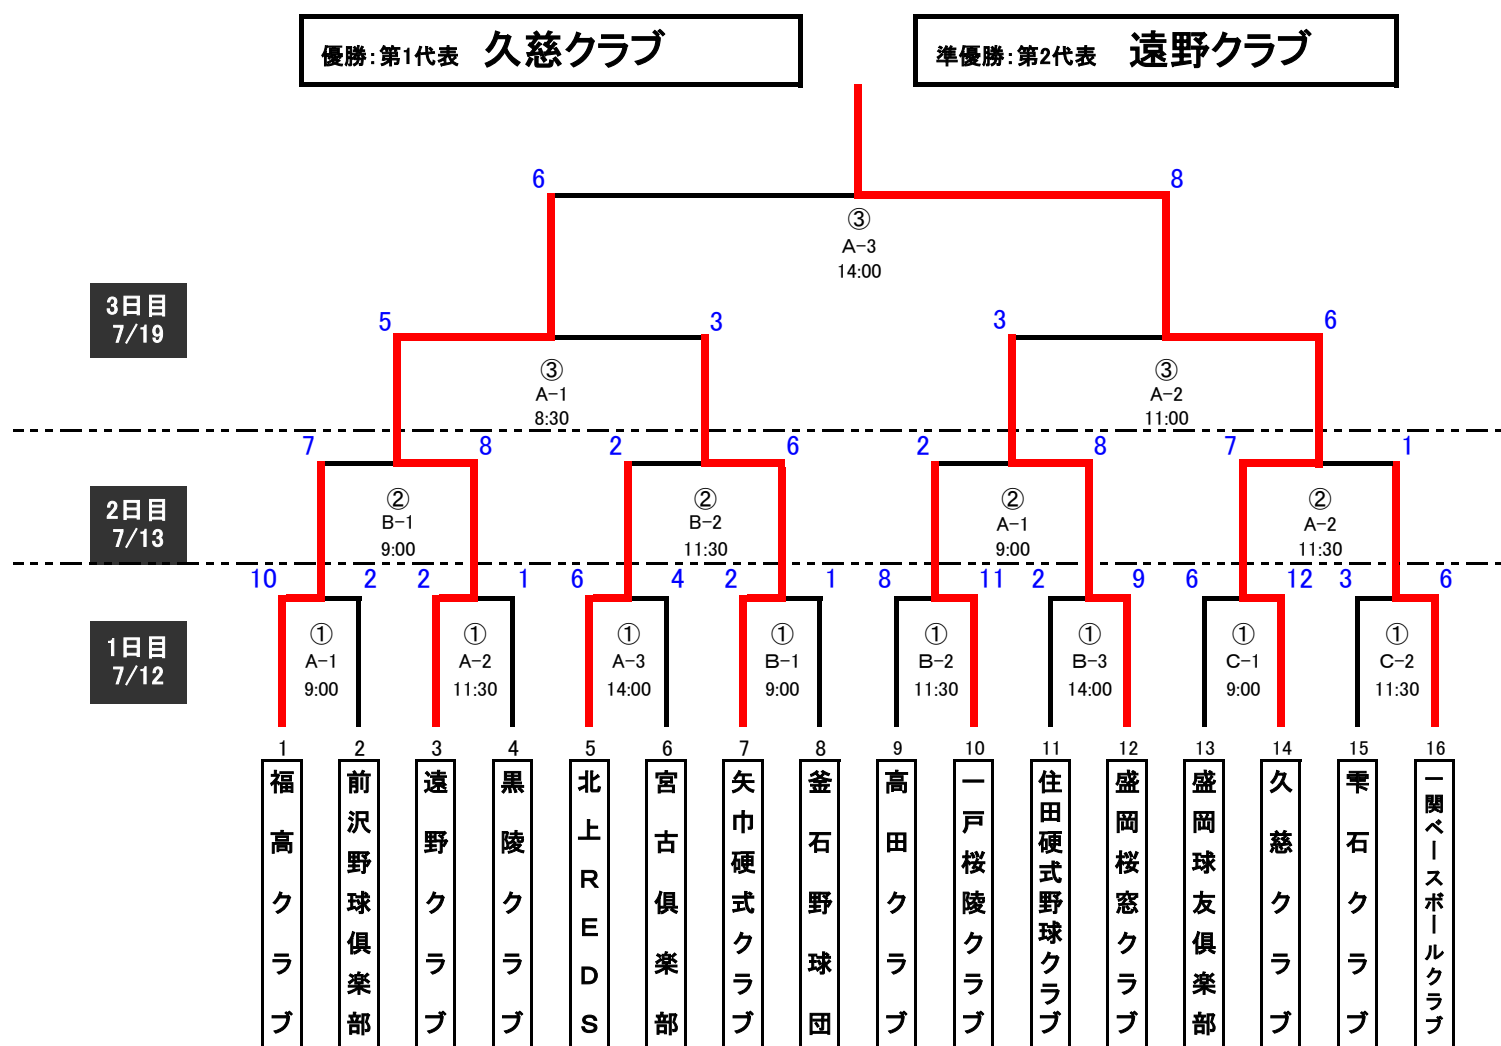 優勝：第1代表 久慈クラブ
準優勝：第2代表 遠野クラブ
6 8
③
A-3
14:00
3日目
7/19
5 3 3 6
③ ③
A-1 A-2
8:30 11:00
7 8 2 6 2 8 7 1
2日目
7/13
② ② ② ②
B-1 B-2 A-1 A-2
9:00 11:30 9:00 11:30
10 2 2 1 6 4 2 1 8 11 2 9 6 12 3 6
1日目
7/12
① ① ① ① ① ① ① ①
A-1 A-2 A-3 B-1 B-2 B-3 C-1 C-2
9:00 11:30 14:00 9:00 11:30 14:00 9:00 11:30
1 2 3 4 5 6 7 8 9 10 11 12 13 14 15 16
福高クラブ
前沢野球倶楽部
遠野クラブ
黒陵クラブ
北上REDS
宮古倶楽部
矢巾硬式クラブ
釜石野球団
高田クラブ
一戸桜陵クラブ
住田硬式野球クラブ
盛岡桜窓クラブ
盛岡球友倶楽部
久慈クラブ
雫石クラブ
一関ベースボールクラブ